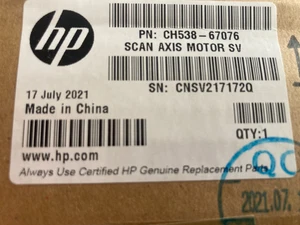 hp
PN: CH538-67076
SCAN AXIS MOTOR SV
17 July 2021
Made in China
SN: CNSV217172Q
QTY:1
www.hp.com
Always Use Certified HP Genuine Replacement Parts
QC
2021.07.